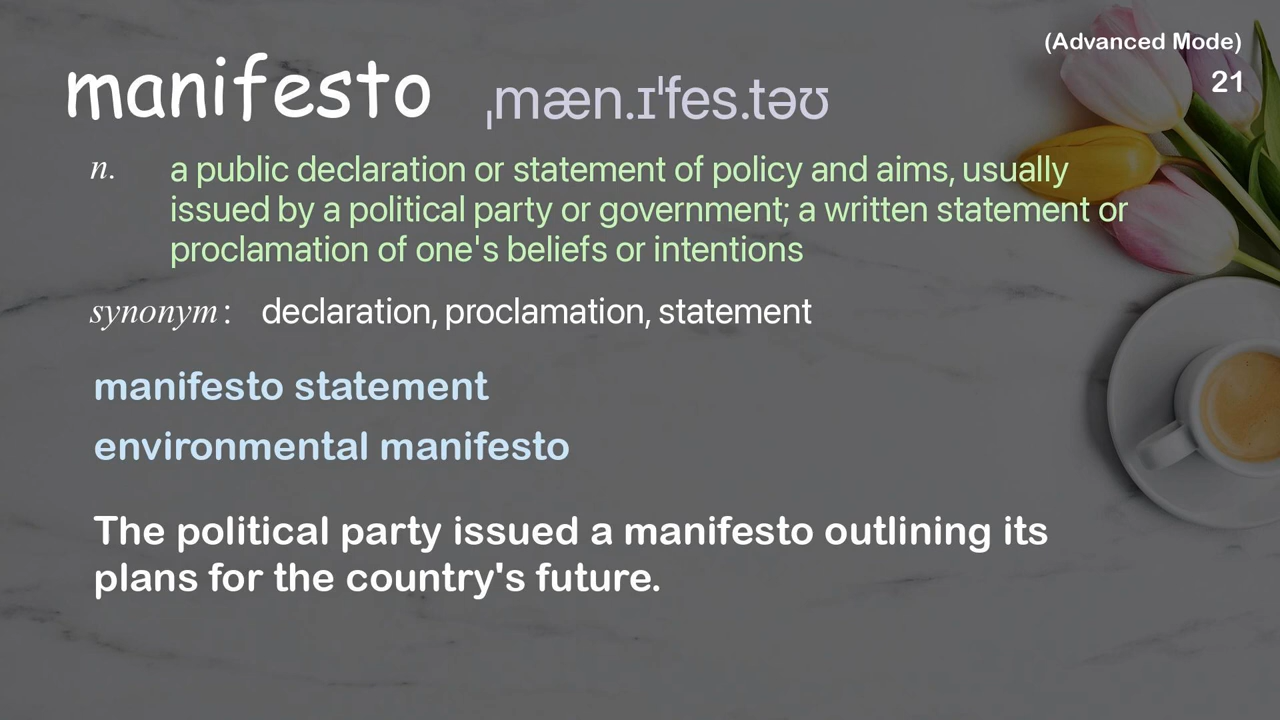 (Advanced Mode)
21
manifesto ˌmæn.ɪˈfes.təʊ
n. a public declaration or statement of policy and aims, usually
issued by a political party or government; a written statement or
proclamation of one's beliefs or intentions
synonym: declaration, proclamation, statement
manifesto statement
environmental manifesto
The political party issued a manifesto outlining its
plans for the country's future.